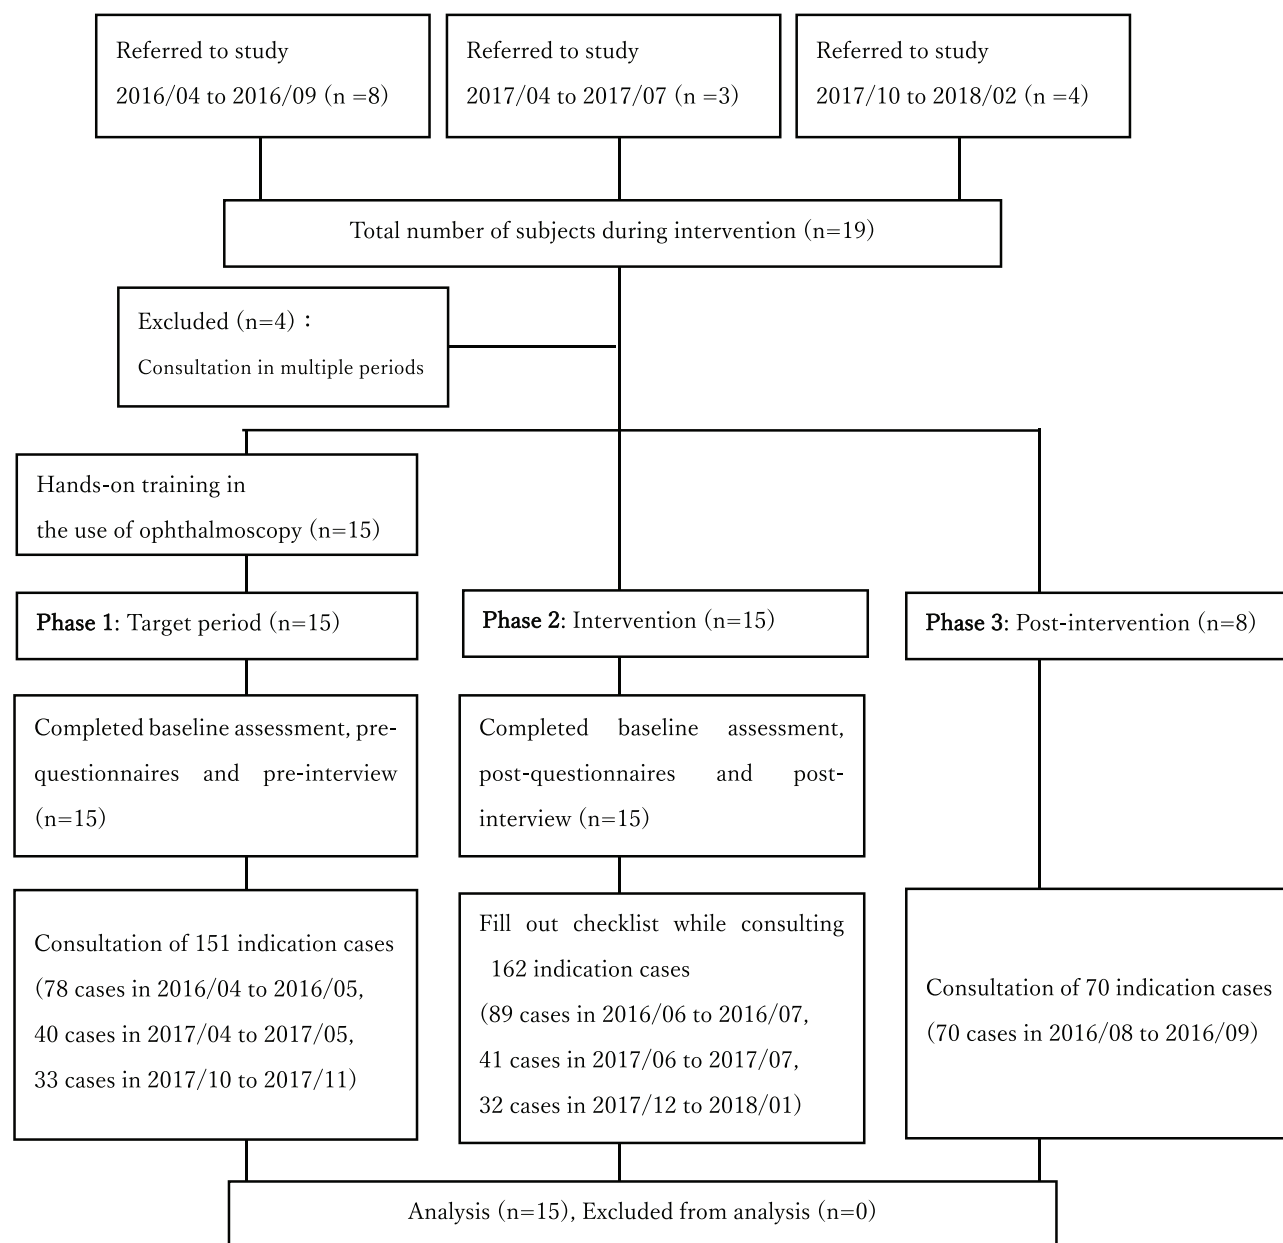 Referred to study
2016/04 to 2016/09 (n =8)
Referred to study
2017/04 to 2017/07 (n =3)
Referred to study
2017/10 to 2018/02 (n =4)
Total number of subjects during intervention (n=19)
Excluded (n=4) :
Consultation in multiple periods
Hands-on training in
the use of ophthalmoscopy (n=15)
Phase 1: Target period (n=15)
Phase 2: Intervention (n=15)
Phase 3: Post-intervention (n=8)
Completed baseline assessment, pre-
questionnaires and pre-interview
(n=15)
Completed baseline assessment,
post-questionnaires and post-
interview (n=15)
Consultation of 151 indication cases
(78 cases in 2016/04 to 2016/05,
40 cases in 2017/04 to 2017/05,
33 cases in 2017/10 to 2017/11)
Fill out checklist while consulting
162 indication cases
(89 cases in 2016/06 to 2016/07,
41 cases in 2017/06 to 2017/07,
32 cases in 2017/12 to 2018/01)
Consultation of 70 indication cases
(70 cases in 2016/08 to 2016/09)
Analysis (n=15), Excluded from analysis (n=0)